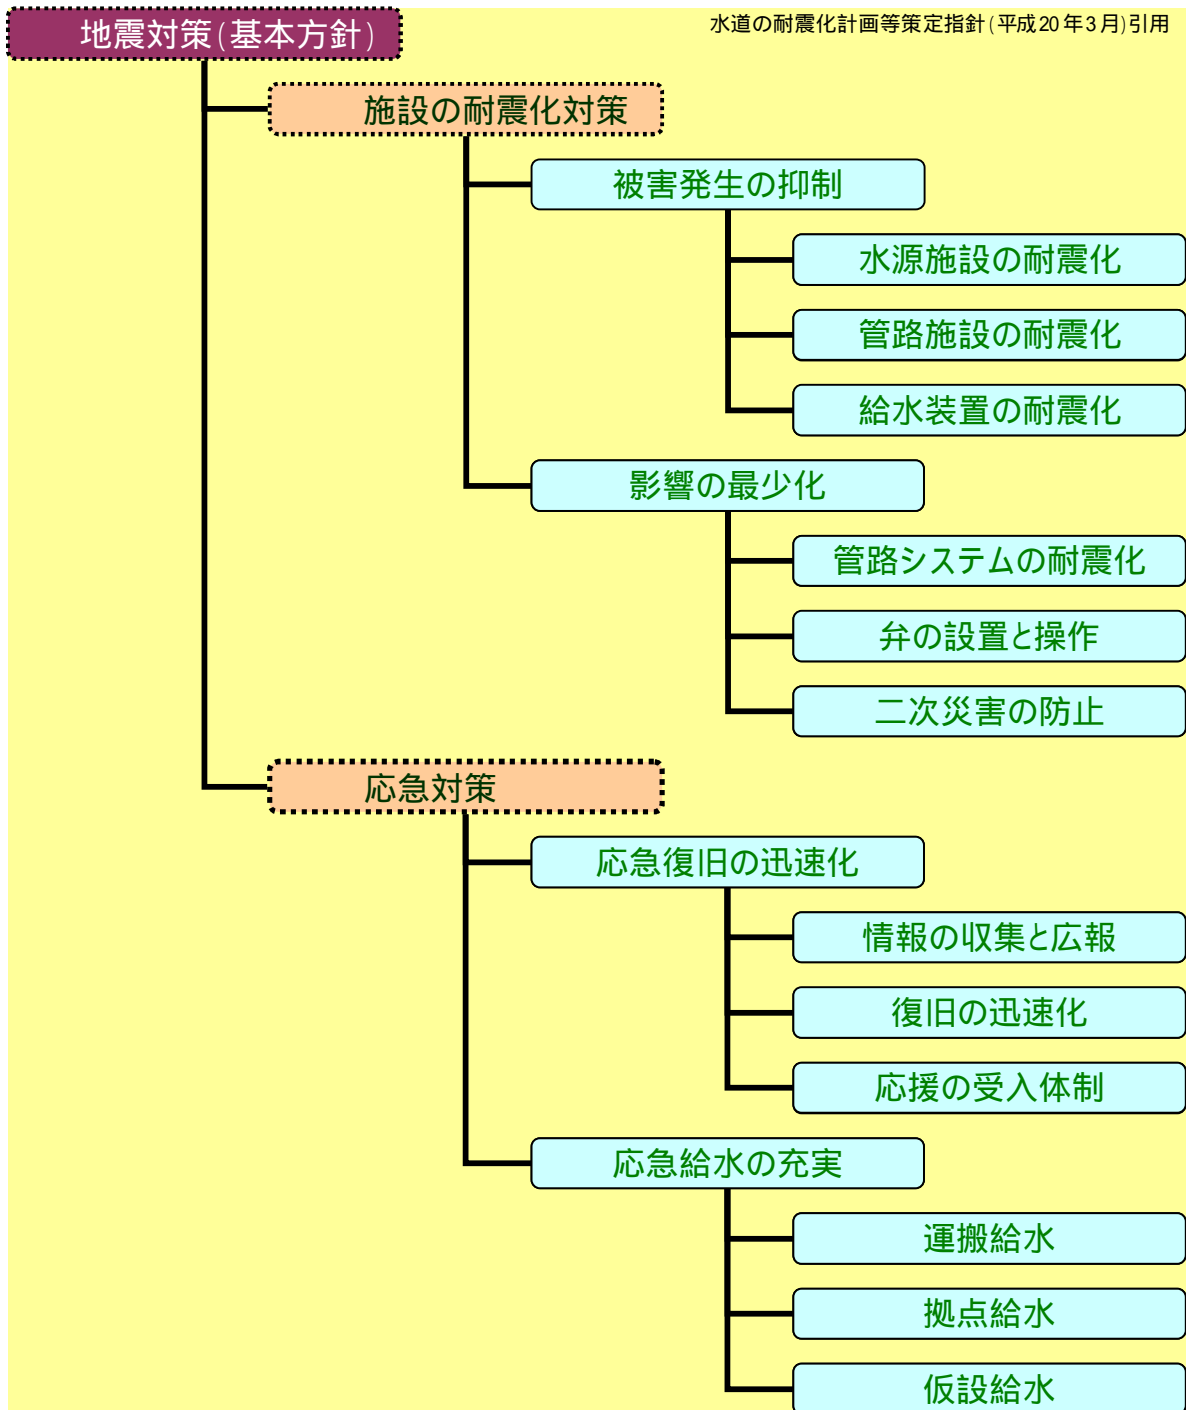 地震対策(基本方針)
水道の耐震化計画等策定指針(平成20年3月)引用
施設の耐震化対策
被害発生の抑制
水源施設の耐震化
管路施設の耐震化
給水装置の耐震化
影響の最少化
管路システムの耐震化
弁の設置と操作
二次災害の防止
応急対策
応急復旧の迅速化
情報の収集と広報
復旧の迅速化
応援の受入体制
応急給水の充実
運搬給水
拠点給水
仮設給水